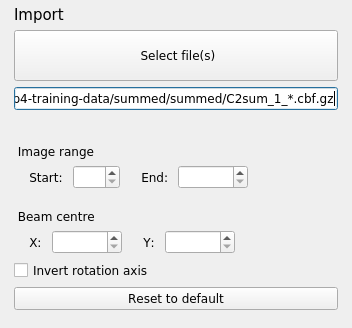 Import
Select file(s)
o4-training-data/summed/summed/C2sum_1_*.cbf.gz
Image range
Start: End:
Beam centre
X: Y:
Invert rotation axis
Reset to default